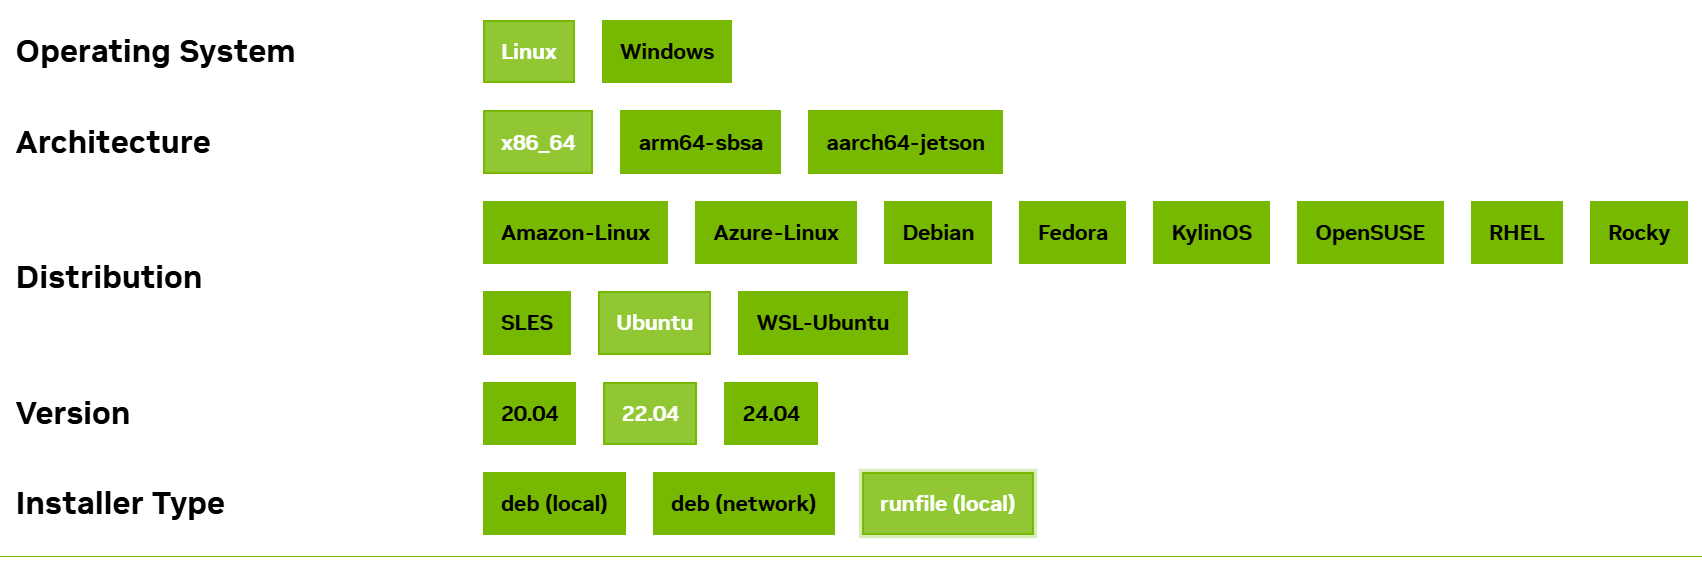 Operating System Linux Windows
Architecture x86_64 arm64-sbsa aarch64-jetson
Distribution
Amazon-Linux Azure-Linux Debian Fedora KylinOS OpenSUSE RHEL Rocky
SLES Ubuntu WSL-Ubuntu
Version 20.04 22.04 24.04
Installer Type deb (local) deb (network) runfile (local)